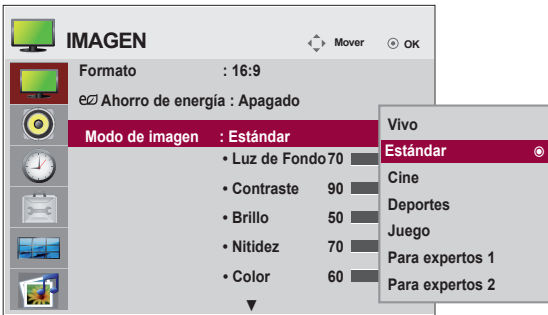 IMAGEN
Mover OK
Formato : 16:9
Ahorro de energía : Apagado
Modo de imagen : Estándar
• Luz de Fondo 70
• Contraste 90
• Brillo 50
• Nitidez 70
• Color 60
▼
Vivo
Estándar
Cine
Deportes
Juego
Para expertos 1
Para expertos 2